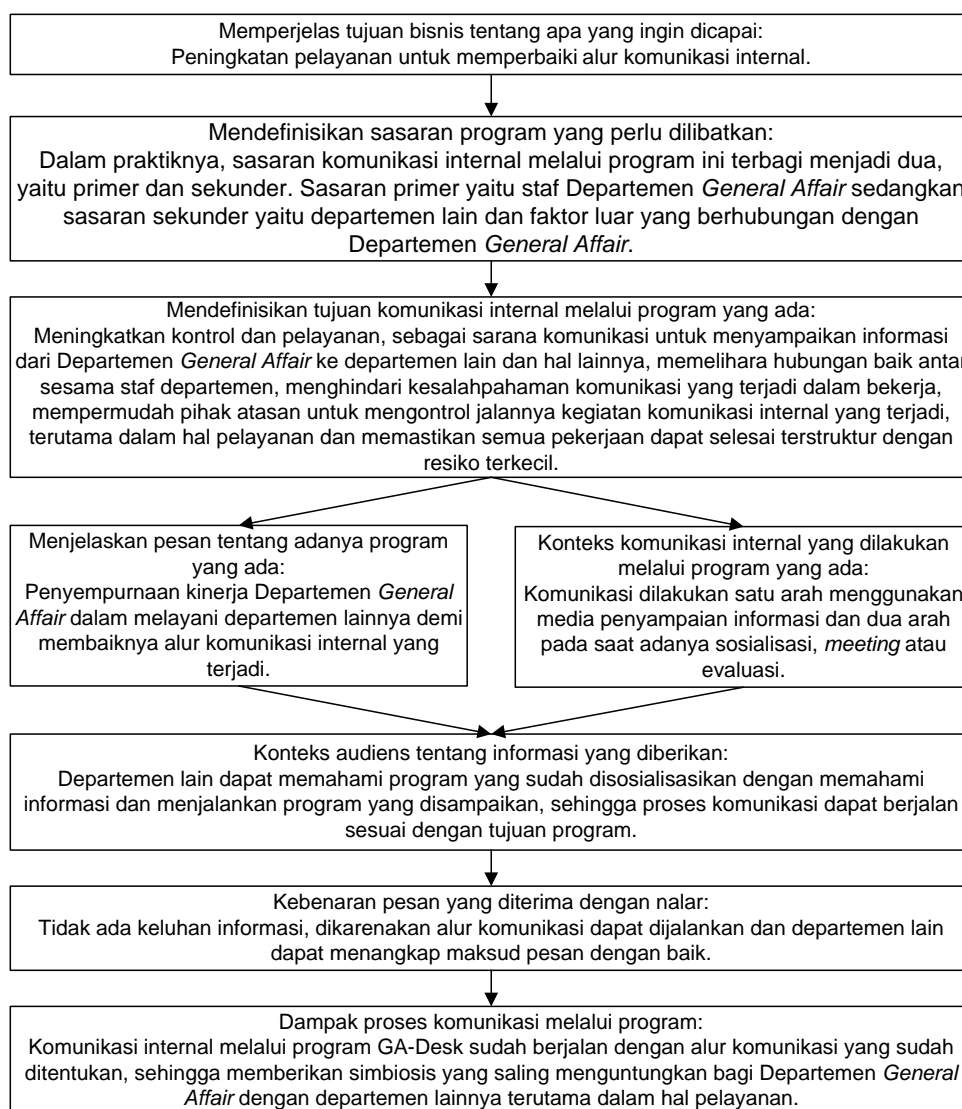 Memperjelas tujuan bisnis tentang apa yang ingin dicapai:
Peningkatan pelayanan untuk memperbaiki alur komunikasi internal.
Mendefinisikan sasaran program yang perlu dilibatkan:
Dalam praktiknya, sasaran komunikasi internal melalui program ini terbagi menjadi dua,
yaitu primer dan sekunder. Sasaran primer yaitu staf Departemen General Affair sedangkan
sasaran sekunder yaitu departemen lain dan faktor luar yang berhubungan dengan
Departemen General Affair.
Mendefinisikan tujuan komunikasi internal melalui program yang ada:
Meningkatkan kontrol dan pelayanan, sebagai sarana komunikasi untuk menyampaikan informasi
dari Departemen General Affair ke departemen lain dan hal lainnya, memelihara hubungan baik antar
sesama staf departemen, menghindari kesalahpahaman komunikasi yang terjadi dalam bekerja,
mempermudah pihak atasan untuk mengontrol jalannya kegiatan komunikasi internal yang terjadi,
terutama dalam hal pelayanan dan memastikan semua pekerjaan dapat selesai terstruktur dengan
resiko terkecil.
Menjelaskan pesan tentang adanya program
yang ada:
Penyempurnaan kinerja Departemen General
Affair dalam melayani departemen lainnya demi
membaiknya alur komunikasi internal yang
terjadi.
Konteks komunikasi internal yang dilakukan
melalui program yang ada:
Komunikasi dilakukan satu arah menggunakan
media penyampaian informasi dan dua arah
pada saat adanya sosialisasi, meeting atau
evaluasi.
Konteks audiens tentang informasi yang diberikan:
Departemen lain dapat memahami program yang sudah disosialisasikan dengan memahami
informasi dan menjalankan program yang disampaikan, sehingga proses komunikasi dapat berjalan
sesuai dengan tujuan program.
Kebenaran pesan yang diterima dengan nalar:
Tidak ada keluhan informasi, dikarenakan alur komunikasi dapat dijalankan dan departemen lain
dapat menangkap maksud pesan dengan baik.
Dampak proses komunikasi melalui program:
Komunikasi internal melalui program GA-Desk sudah berjalan dengan alur komunikasi yang sudah
ditentukan, sehingga memberikan simbiosis yang saling menguntungkan bagi Departemen General
Affair dengan departemen lainnya terutama dalam hal pelayanan.